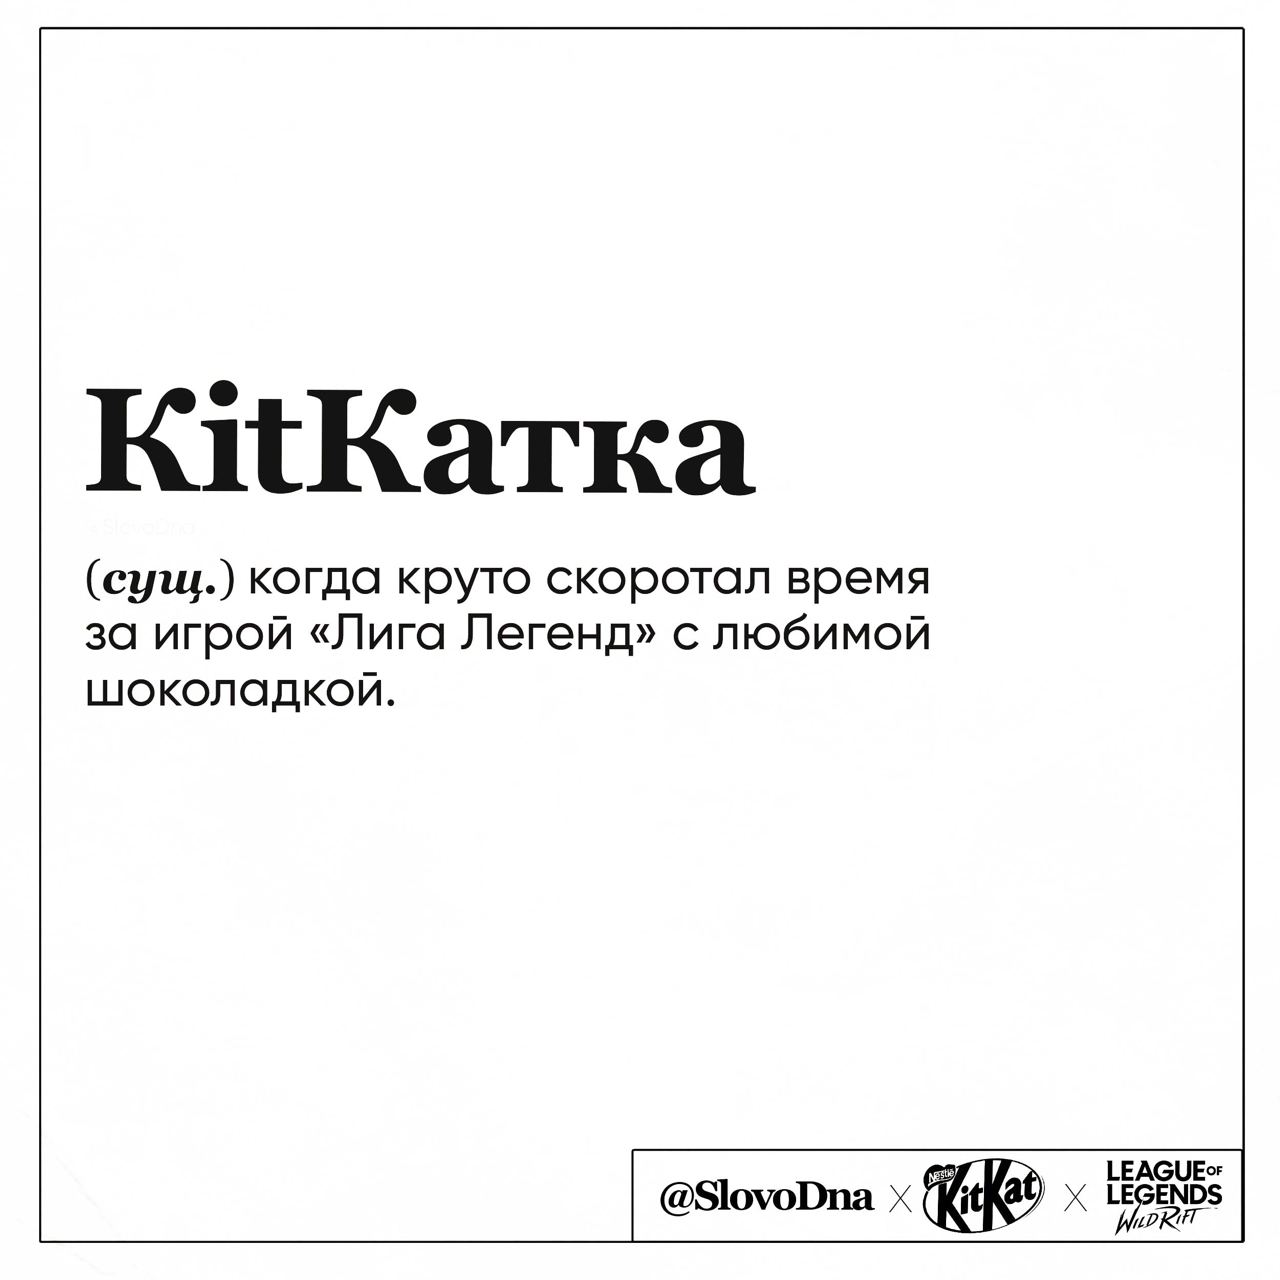 KitКатка
@SlovoDna
(сущ.) когда круто скоротал время
за игрой «Лига Легенд» с любимой
шоколадкой.
@SlovoDna X Nestlé KitKat X LEAGUE OF LEGENDS WILD RIFT